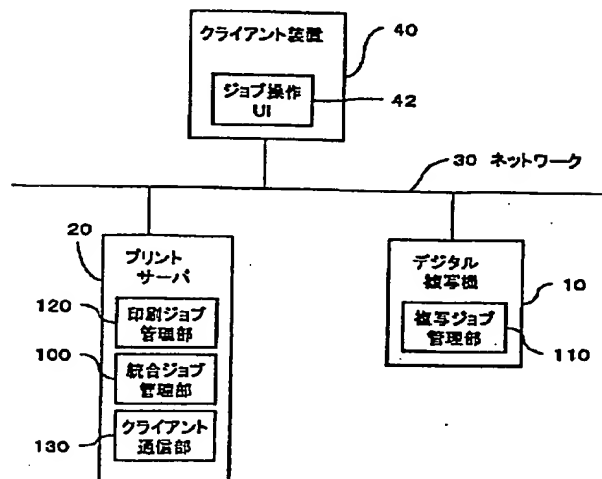 クライアント装置
40
ジョブ操作
UI
42
30 ネットワーク
20
プリント
サーバ
120
印刷ジョブ
管理部
100
統合ジョブ
管理部
130
クライアント
通信部
デジタル
複写機
10
複写ジョブ
管理部
110